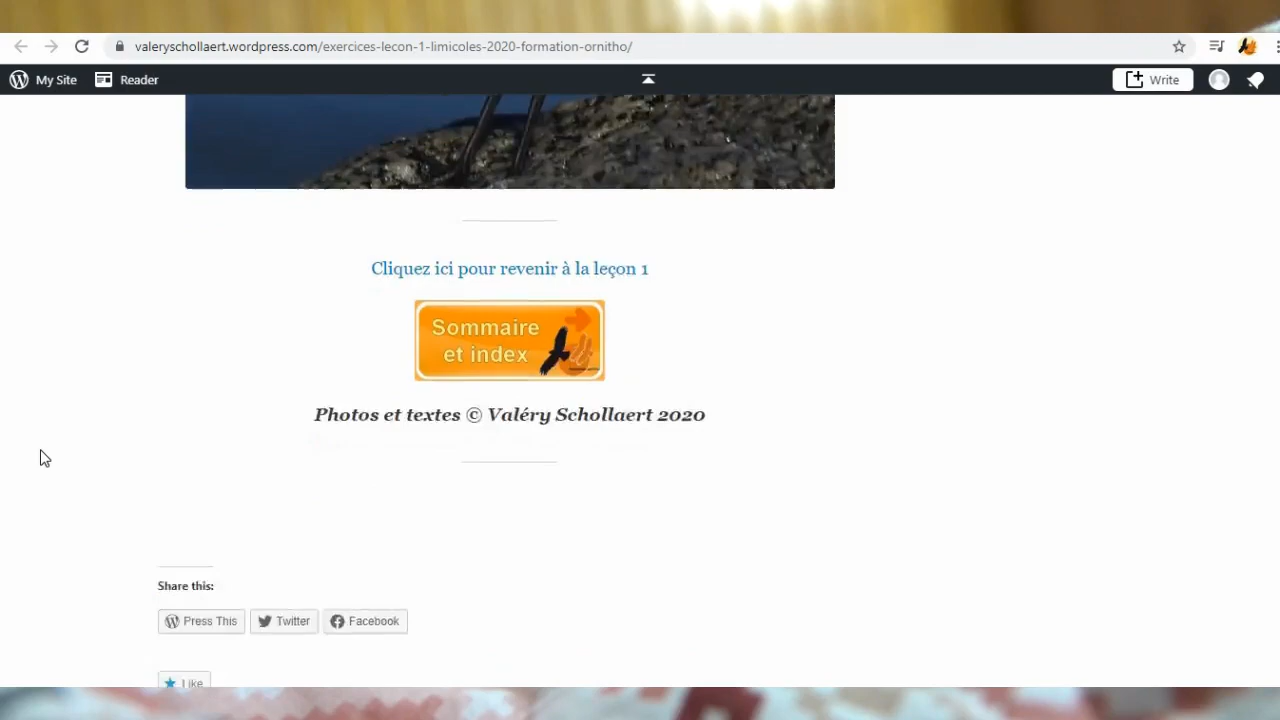 valeryschollaert.wordpress.com/exercices-lecon-1-limicoles-2020-formation-ornitho/
My Site Reader Write
Cliquez ici pour revenir à la leçon 1
Sommaire
et index
Photos et textes © Valéry Schollaert 2020
Share this:
Press This Twitter Facebook
Like